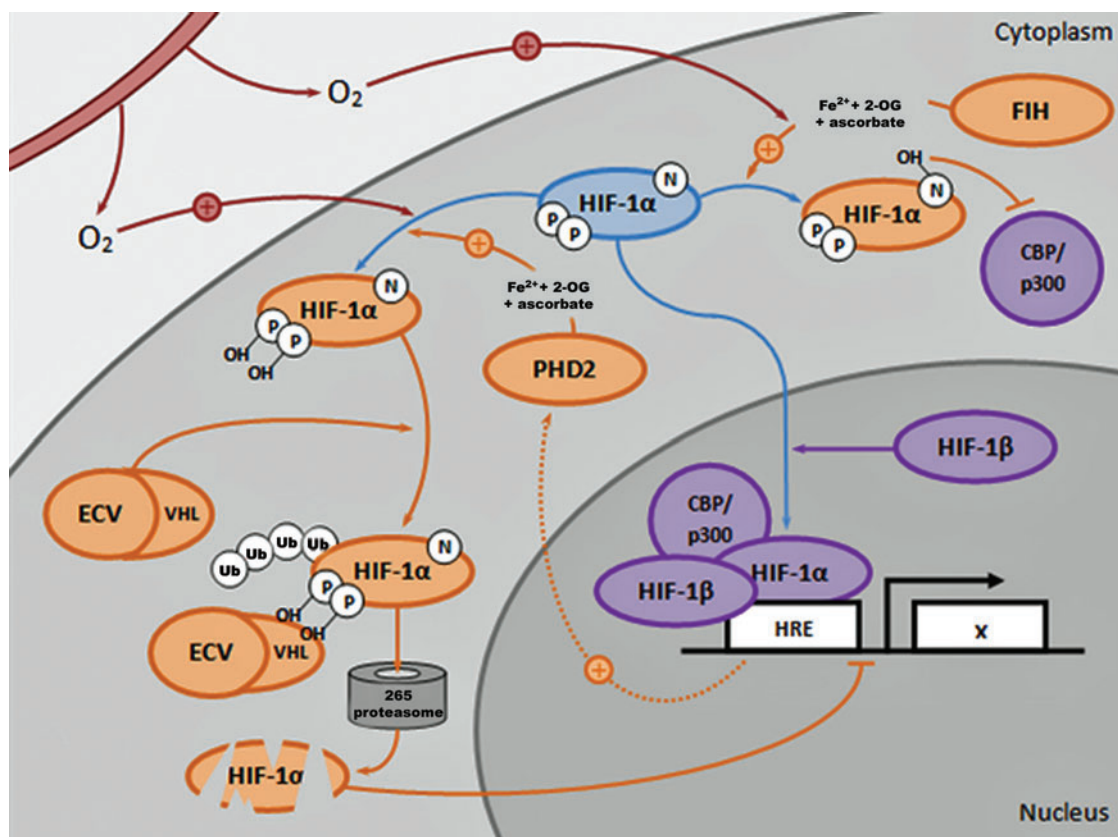 Cytoplasm
O₂
Fe²⁺+ 2-OG
+ ascorbate
FIH
OH
N
HIF-1α
P
P
N
HIF-1α
P
P
CBP/
p300
O₂
N
HIF-1α
P
P
OH
OH
Fe²⁺+ 2-OG
+ ascorbate
PHD2
HIF-1β
ECV
VHL
CBP/
p300
Ub
Ub
Ub
Ub
HIF-1α
N
P
P
OH
OH
HIF-1β
HIF-1α
HRE
x
ECV
VHL
265
proteasome
HIF-1α
Nucleus